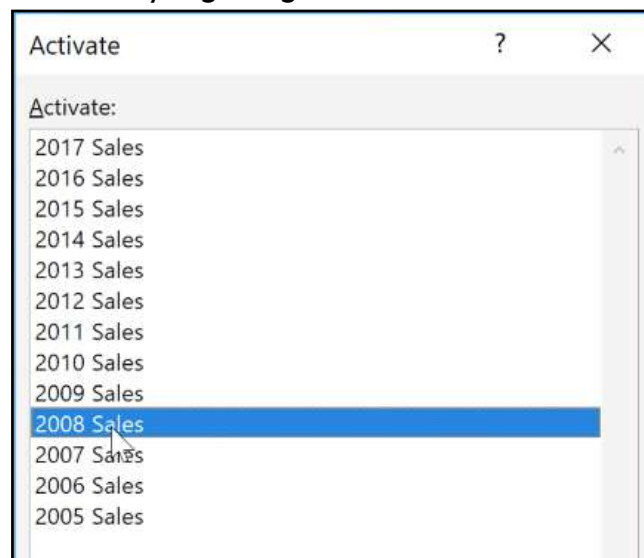 Activate ? ×
Activate:
2017 Sales
2016 Sales
2015 Sales
2014 Sales
2013 Sales
2012 Sales
2011 Sales
2010 Sales
2009 Sales
2008 Sales
2007 Sales
2006 Sales
2005 Sales